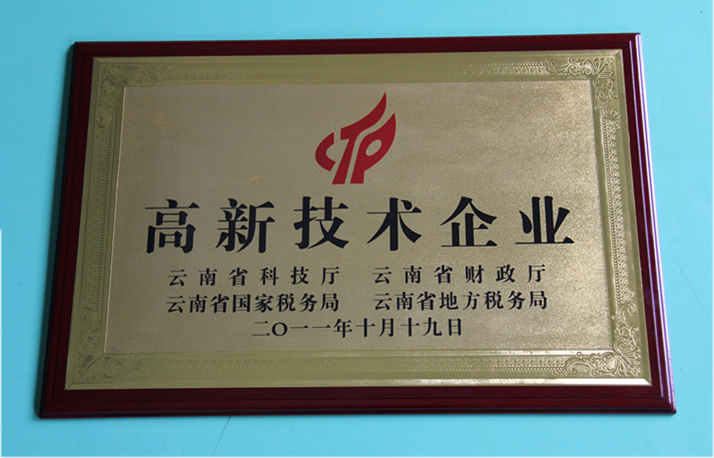 CTP
高新技术企业
云南省科技厅 云南省财政厅
云南省国家税务局 云南省地方税务局
二〇一一年十月十九日